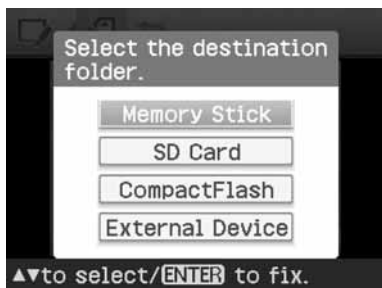 Select the destination
folder.
Memory Stick
SD Card
CompactFlash
External Device
▲▼to select/ENTER to fix.